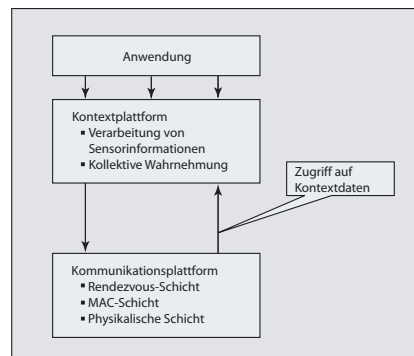 Anwendung
Kontextplattform
▪ Verarbeitung von
Sensorinformationen
▪ Kollektive Wahrnehmung
Zugriff auf
Kontextdaten
Kommunikationsplattform
▪ Rendezvous-Schicht
▪ MAC-Schicht
▪ Physikalische Schicht